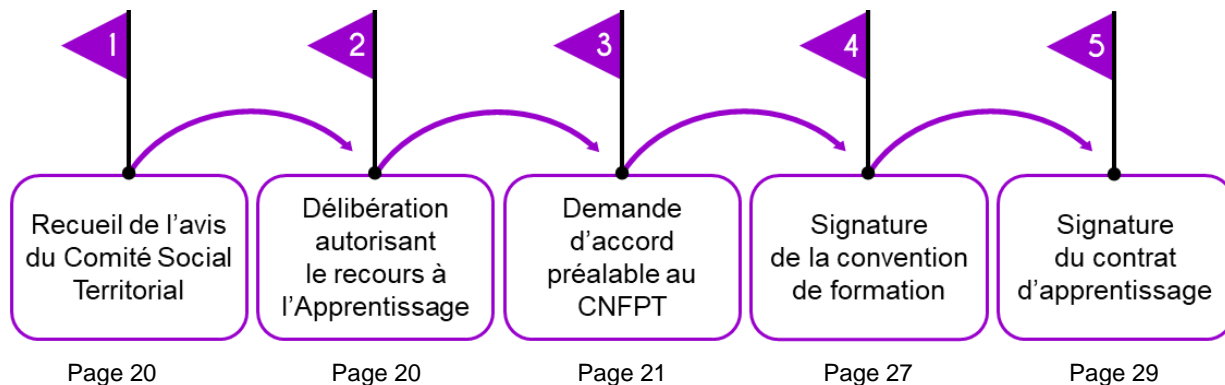 1
2
3
4
5
Recueil de l’avis
du Comité Social
Territorial
Délibération
autorisant
le recours à
l’Apprentissage
Demande
d’accord
préalable au
CNFPT
Signature
de la convention
de formation
Signature
du contrat
d’apprentissage
Page 20
Page 20
Page 21
Page 27
Page 29